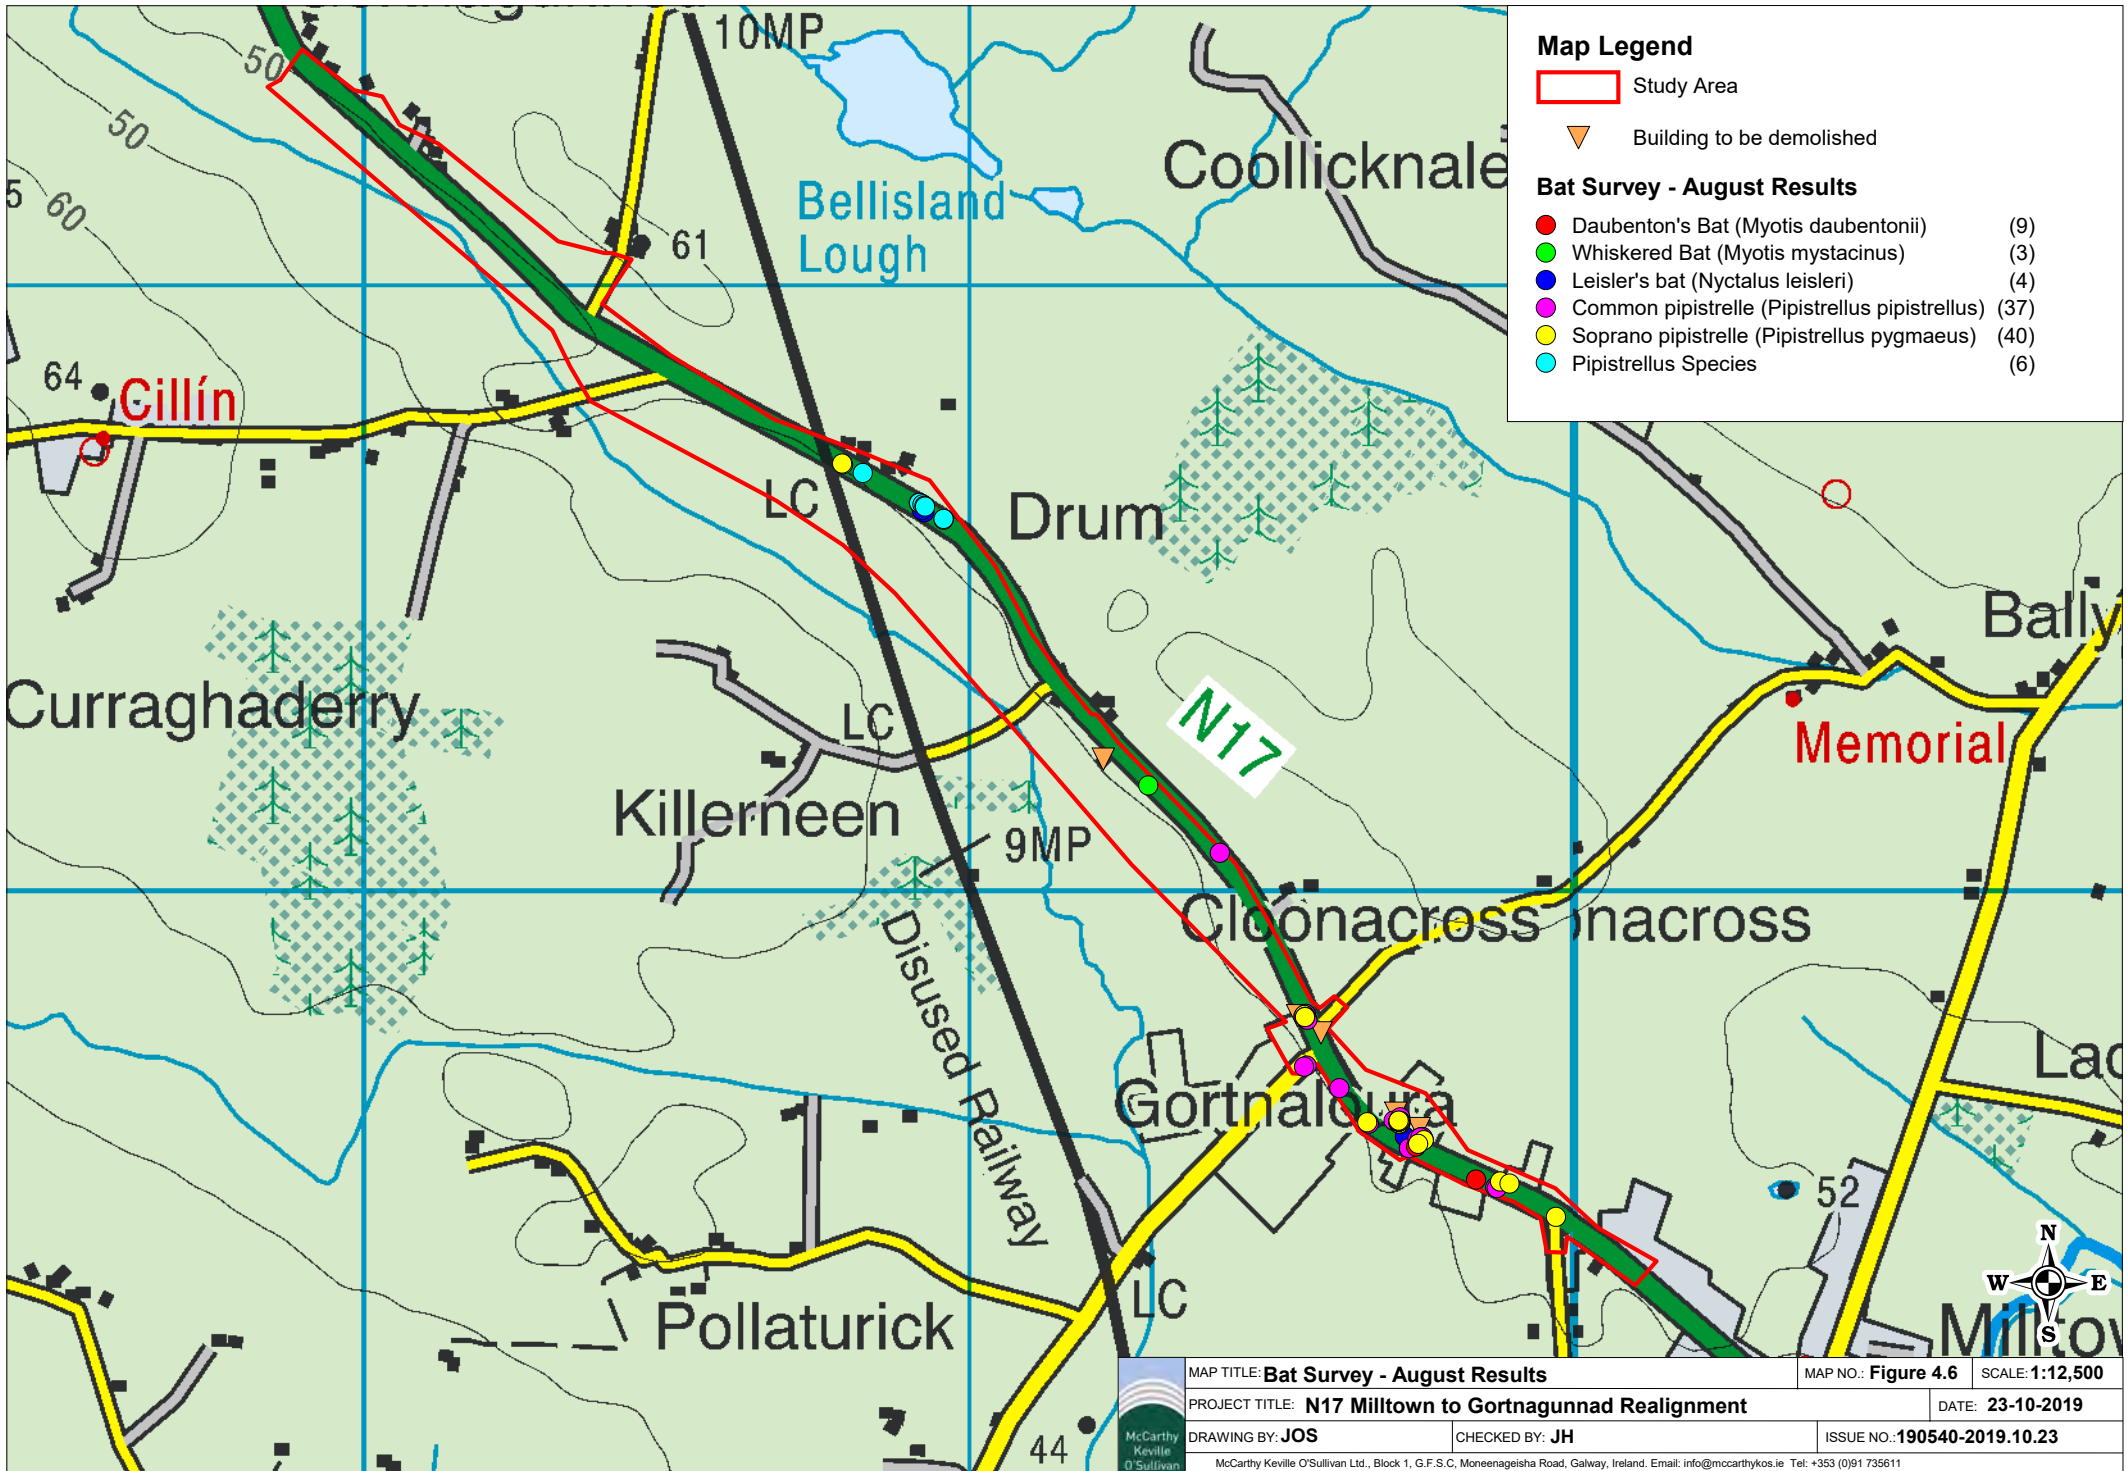 10MP
50
50
5
60
61
Bellisland
Lough
Coollicknale
64
Cillín
LC
Drum
Bally
Curraghaderry
LC
N17
Memorial
Killerneen
9MP
Cloonacross
onacross
Disused Railway
Gortnaloura
Lac
52
Pollaturick
LC
Millto
44
N
W E
S
Map Legend
Study Area
Building to be demolished
Bat Survey - August Results
Daubenton's Bat (Myotis daubentonii) (9)
Whiskered Bat (Myotis mystacinus) (3)
Leisler's bat (Nyctalus leisleri) (4)
Common pipistrelle (Pipistrellus pipistrellus) (37)
Soprano pipistrelle (Pipistrellus pygmaeus) (40)
Pipistrellus Species (6)
McCarthy
Keville
O'Sullivan
MAP TITLE: Bat Survey - August Results
MAP NO.: Figure 4.6
SCALE: 1:12,500
PROJECT TITLE: N17 Milltown to Gortnagunnad Realignment
DATE: 23-10-2019
DRAWING BY: JOS
CHECKED BY: JH
ISSUE NO.: 190540-2019.10.23
McCarthy Keville O'Sullivan Ltd., Block 1, G.F.S.C, Moneenageisha Road, Galway, Ireland. Email: info@mccarthykos.ie Tel: +353 (0)91 735611